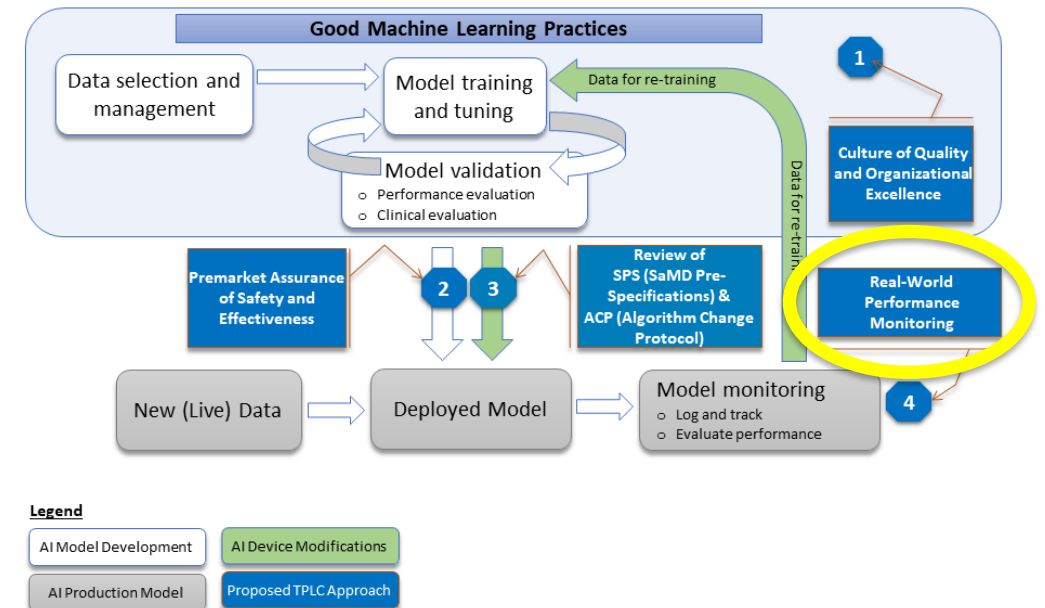 Good Machine Learning Practices
Data selection and
management
Model training
and tuning
Data for re-training
1
Culture of Quality
and Organizational
Excellence
Model validation
o Performance evaluation
o Clinical evaluation
Data for re-trainin
Premarket Assurance
of Safety and
Effectiveness
2
3
Review of
SPS (SaMD Pre-
Specifications) &
ACP (Algorithm Change
Protocol)
Real-World
Performance
Monitoring
New (Live) Data
Deployed Model
Model monitoring
o Log and track
o Evaluate performance
4
Legend
AI Model Development
AI Device Modifications
AI Production Model
Proposed TPLC Approach